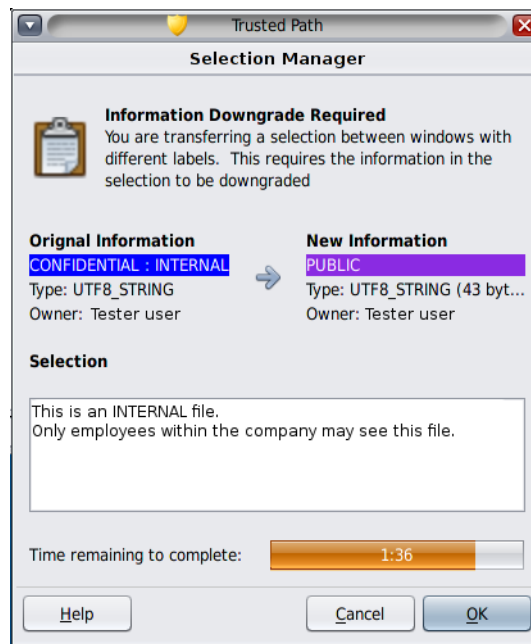 Trusted Path
Selection Manager
Information Downgrade Required
You are transferring a selection between windows with
different labels.  This requires the information in the
selection to be downgraded
Orignal Information
New Information
CONFIDENTIAL : INTERNAL
PUBLIC
Type: UTF8_STRING
Type: UTF8_STRING (43 byt...
Owner: Tester user
Owner: Tester user
Selection
This is an INTERNAL file.
Only employees within the company may see this file.
Time remaining to complete:
1:36
Help
Cancel
OK